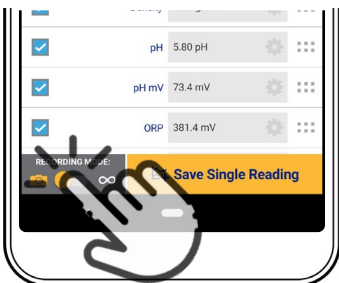 pH 5.80 pH
pH mV 73.4 mV
ORP 381.4 mV
RECORDING MODE:
Save Single Reading